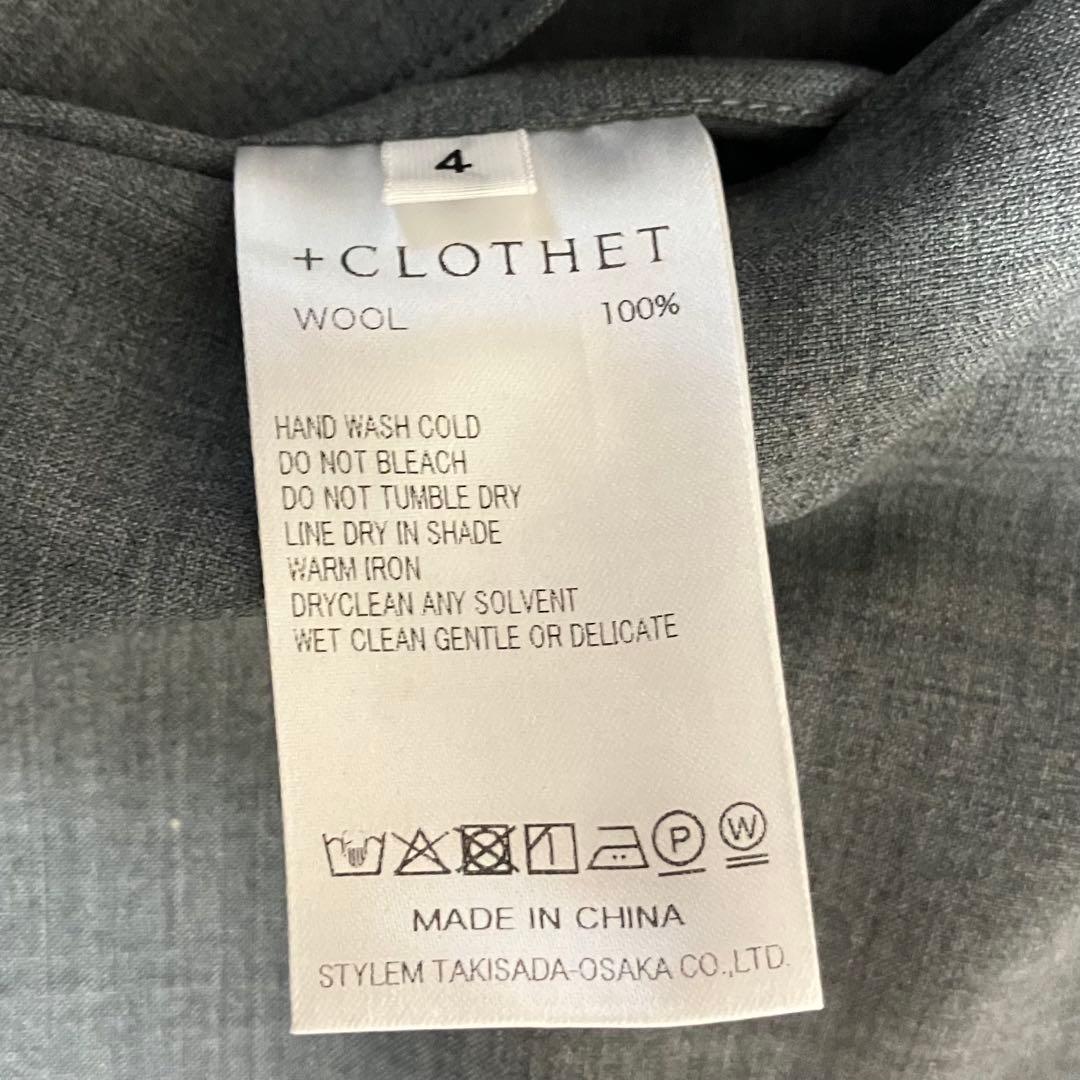 4
+CLOTHET
WOOL 100%
HAND WASH COLD
DO NOT BLEACH
DO NOT TUMBLE DRY
LINE DRY IN SHADE
WARM IRON
DRYCLEAN ANY SOLVENT
WET CLEAN GENTLE OR DELICATE
P W
MADE IN CHINA
STYLEM TAKISADA-OSAKA CO.,LTD.